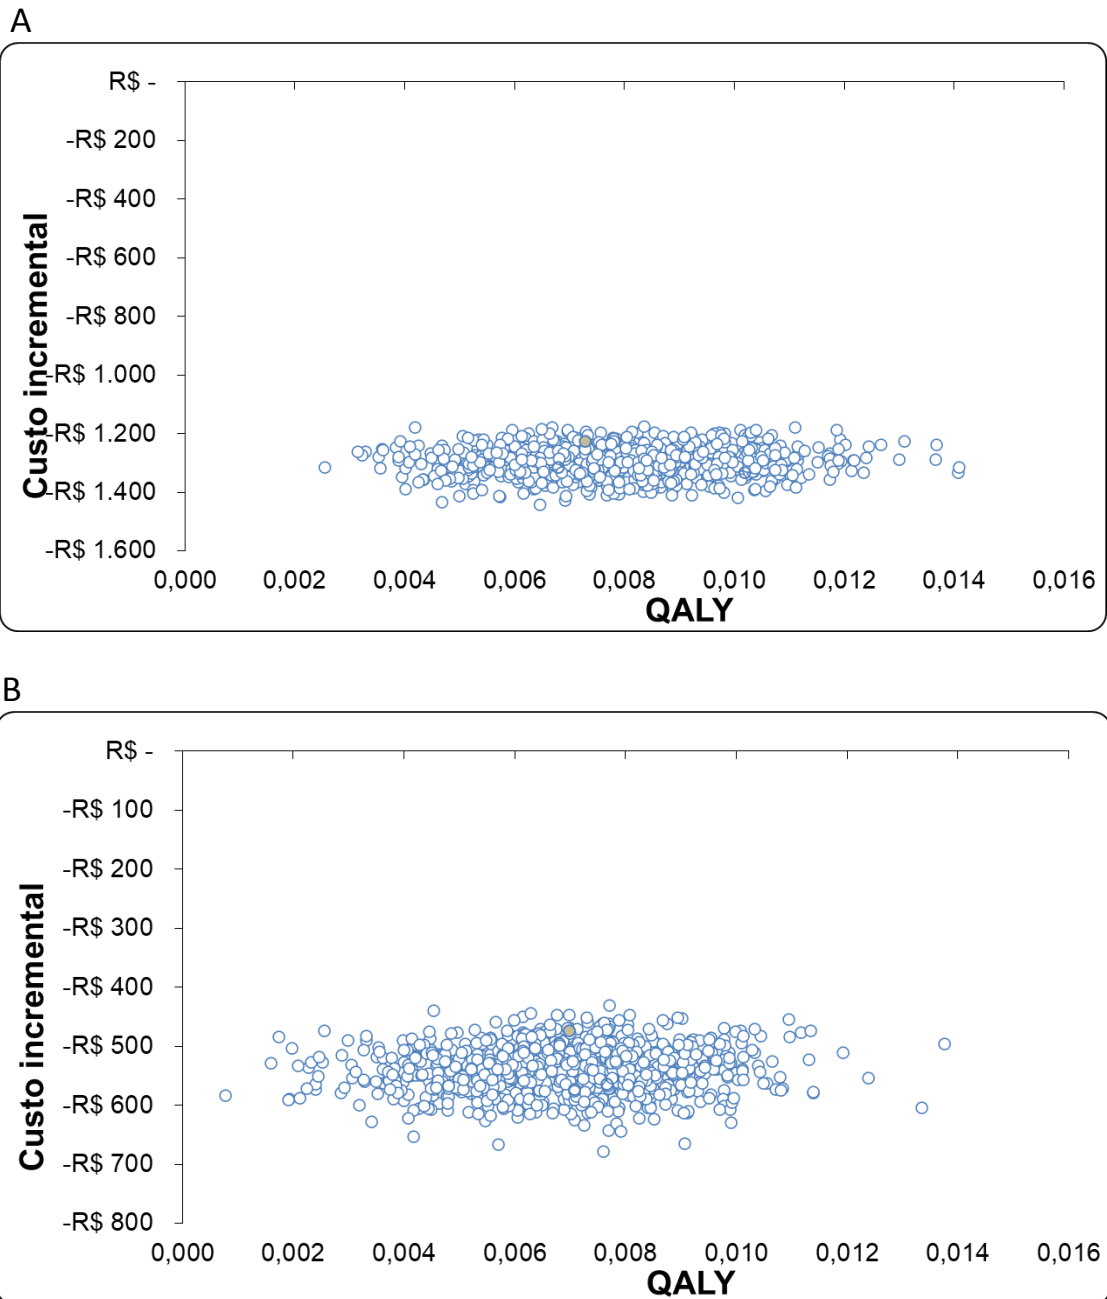 A
R$ -
-R$ 200
-R$ 400
-R$ 600
-R$ 800
-R$ 1.000
-R$ 1.200
-R$ 1.400
-R$ 1.600
Custo incremental
0,000 0,002 0,004 0,006 0,008 0,010 0,012 0,014 0,016
QALY
B
R$ -
-R$ 100
-R$ 200
-R$ 300
-R$ 400
-R$ 500
-R$ 600
-R$ 700
-R$ 800
Custo incremental
0,000 0,002 0,004 0,006 0,008 0,010 0,012 0,014 0,016
QALY